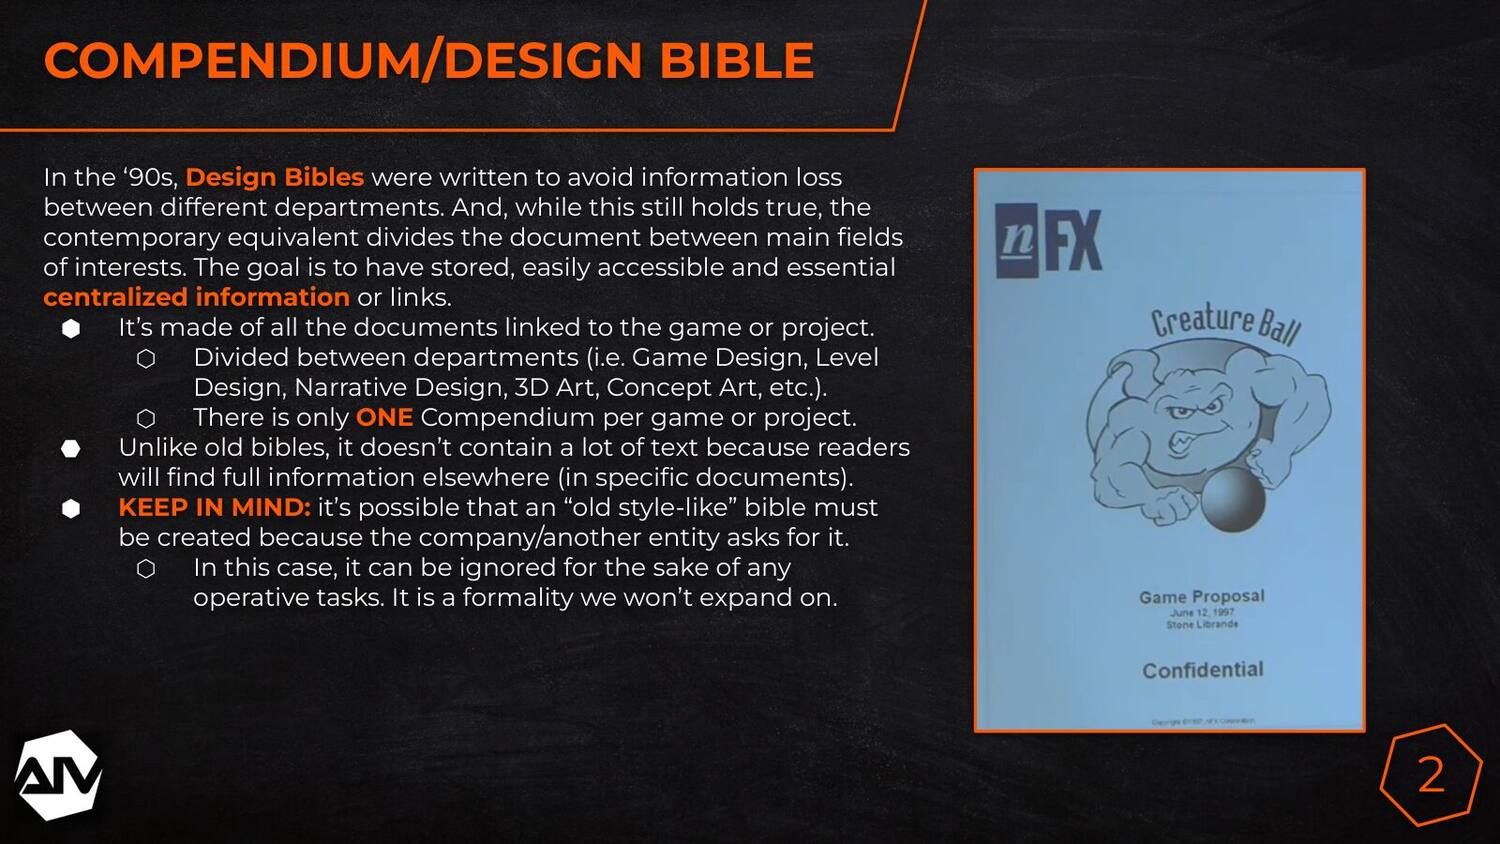 COMPENDIUM/DESIGN BIBLE
In the ‘90s, Design Bibles were written to avoid information loss
between different departments. And, while this still holds true, the
contemporary equivalent divides the document between main fields
of interests. The goal is to have stored, easily accessible and essential
centralized information or links.
It’s made of all the documents linked to the game or project.
Divided between departments (i.e. Game Design, Level
Design, Narrative Design, 3D Art, Concept Art, etc.).
There is only ONE Compendium per game or project.
Unlike old bibles, it doesn’t contain a lot of text because readers
will find full information elsewhere (in specific documents).
KEEP IN MIND: it’s possible that an “old style-like” bible must
be created because the company/another entity asks for it.
In this case, it can be ignored for the sake of any
operative tasks. It is a formality we won’t expand on.
nFX
Creature Ball
Game Proposal
June 12, 1997
Stone Librande
Confidential
Copyright ©1997, nFX Corporation
AIV
2